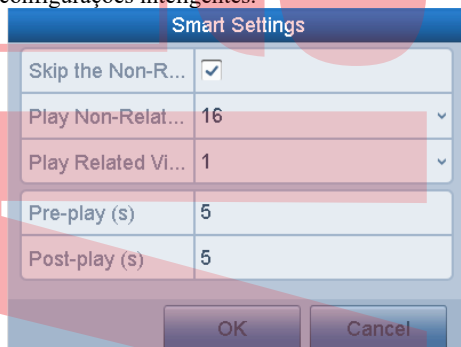 configurações inteligentes.
Smart Settings
Skip the Non-R...
Play Non-Relat... 16
Play Related Vi... 1
Pre-play (s) 5
Post-play (s) 5
OK Cancel